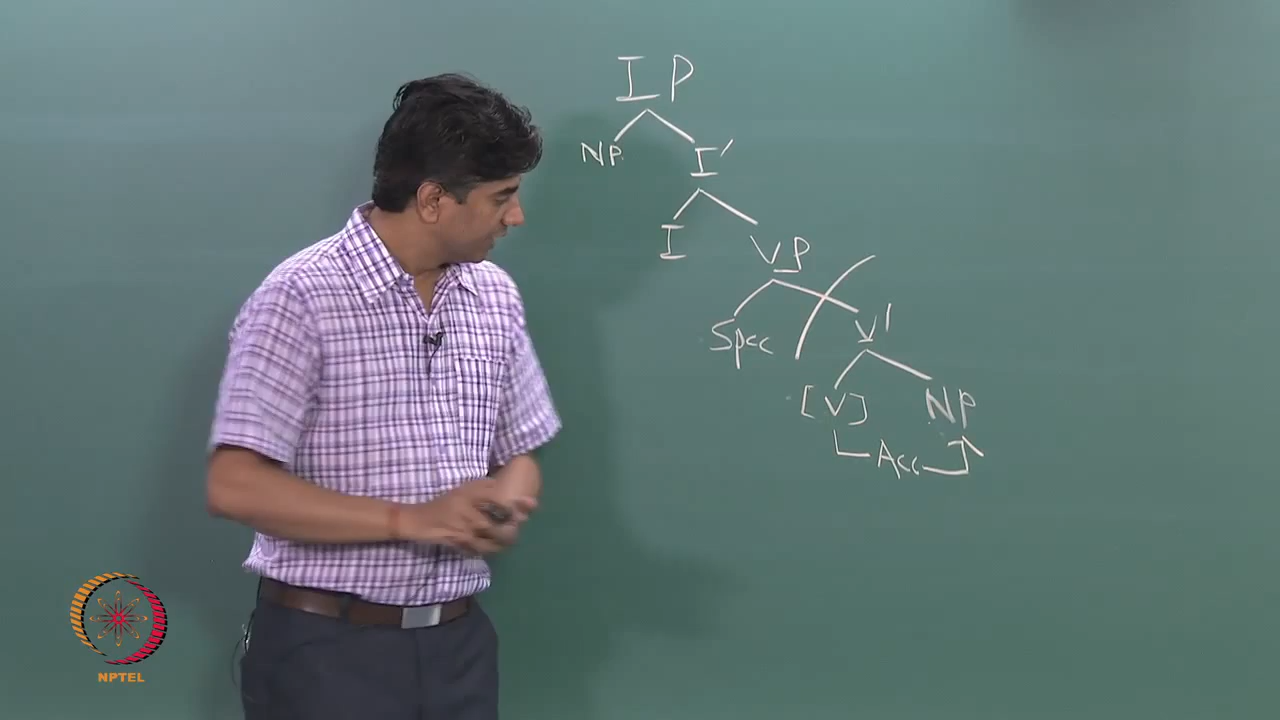 IP
NP I′
I VP
Spec V′
[V] NP
Acc
NPTEL